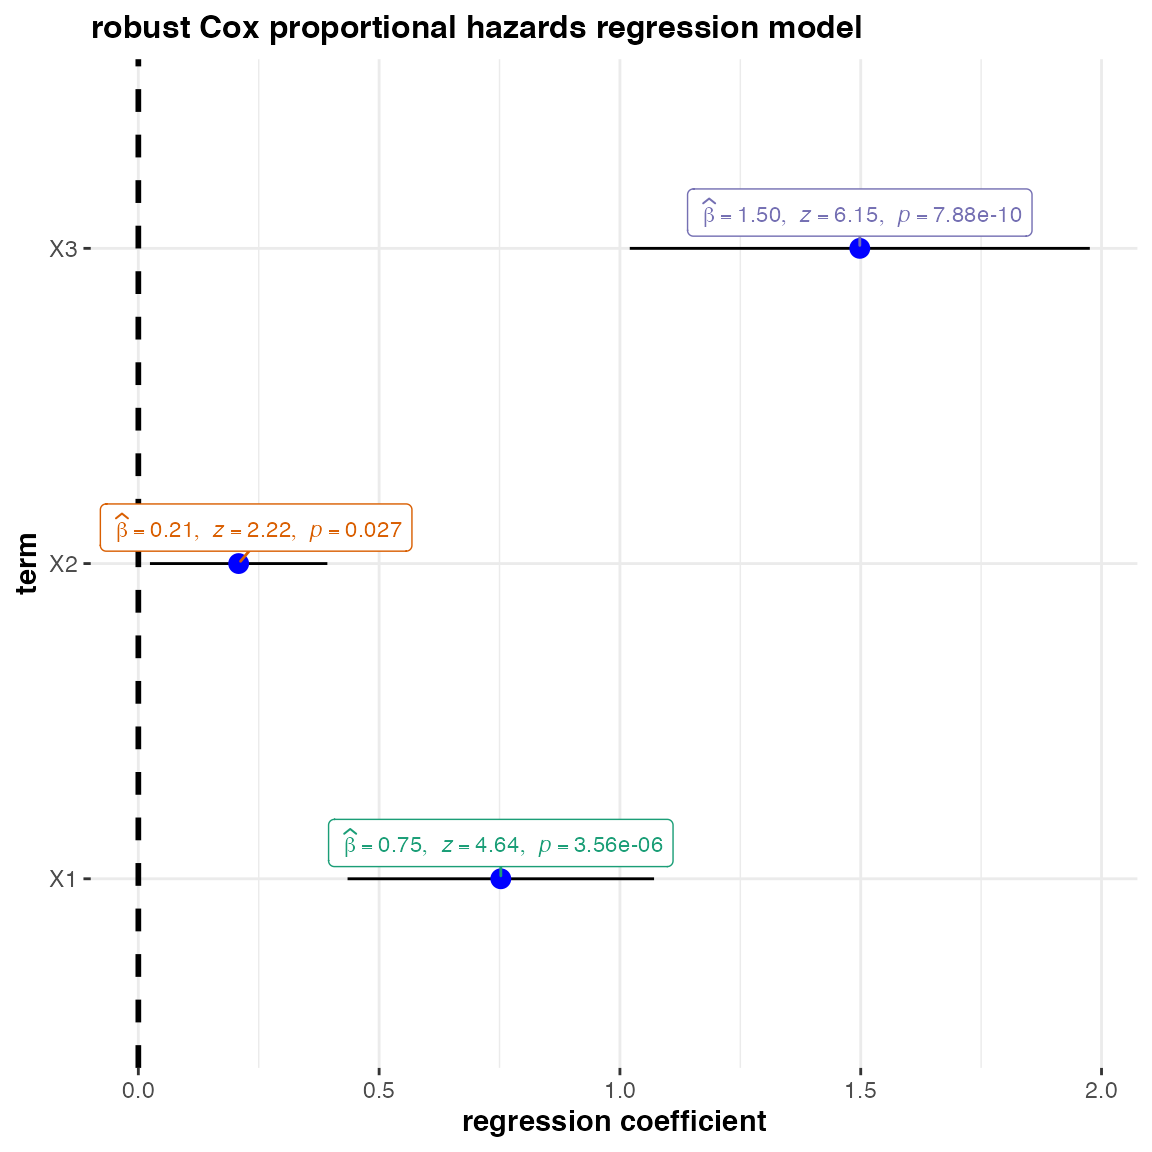 robust Cox proportional hazards regression model
X3
β̂ = 1.50, z = 6.15, p = 7.88e-10
X2
β̂ = 0.21, z = 2.22, p = 0.027
X1
β̂ = 0.75, z = 4.64, p = 3.56e-06
term
0.0 0.5 1.0 1.5 2.0
regression coefficient